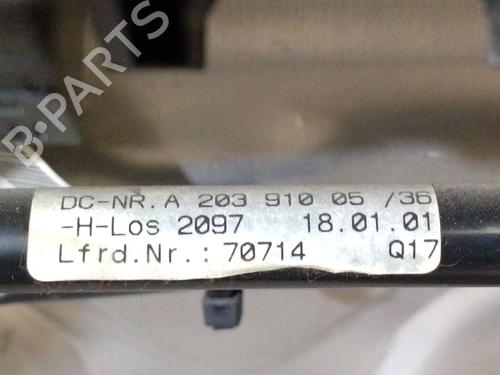 B-PARTS
DC-NR.A 203 910 05 /36
-H-Los 2097 18.01.01
Lfrd.Nr.: 70714 Q17